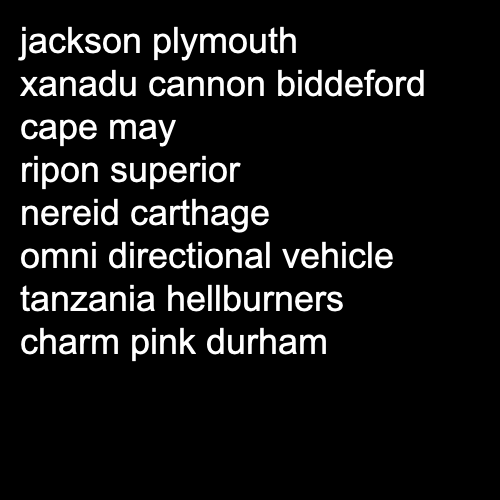 jackson plymouth
xanadu cannon biddeford
cape may
ripon superior
nereid carthage
omni directional vehicle
tanzania hellburners
charm pink durham